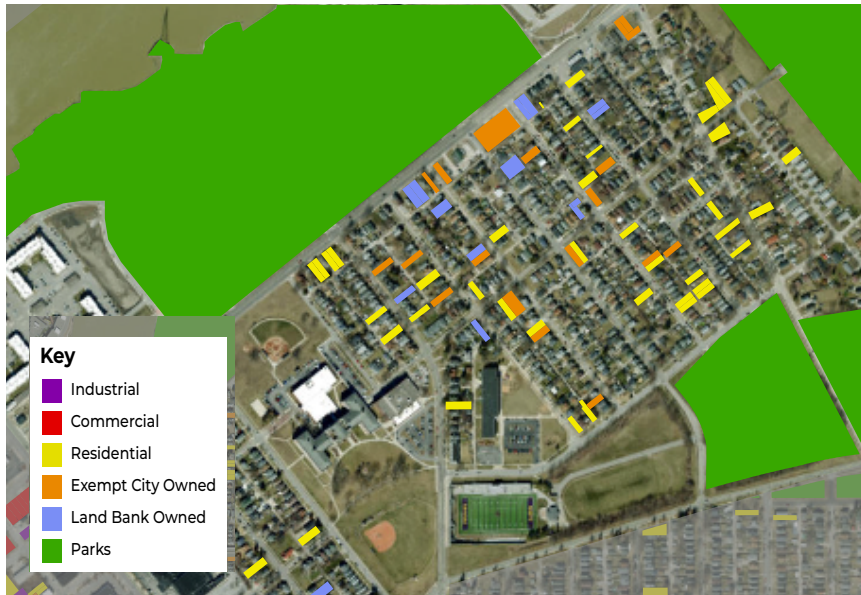 Key
Industrial
Commercial
Residential
Exempt City Owned
Land Bank Owned
Parks